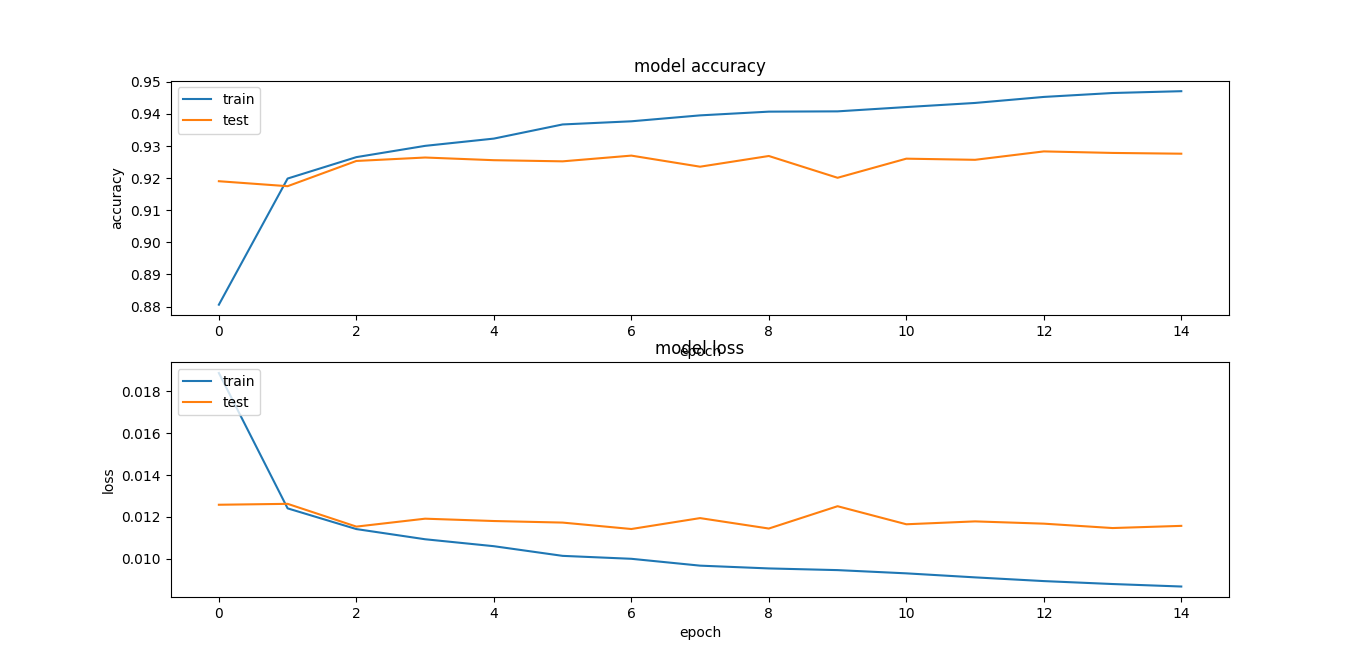 model accuracy
0.95
0.94
0.93
0.92
0.91
0.90
0.89
0.88
accuracy
train
test
0 2 4 6 8 10 12 14
epoch
model loss
0.018
0.016
0.014
0.012
0.010
loss
train
test
0 2 4 6 8 10 12 14
epoch